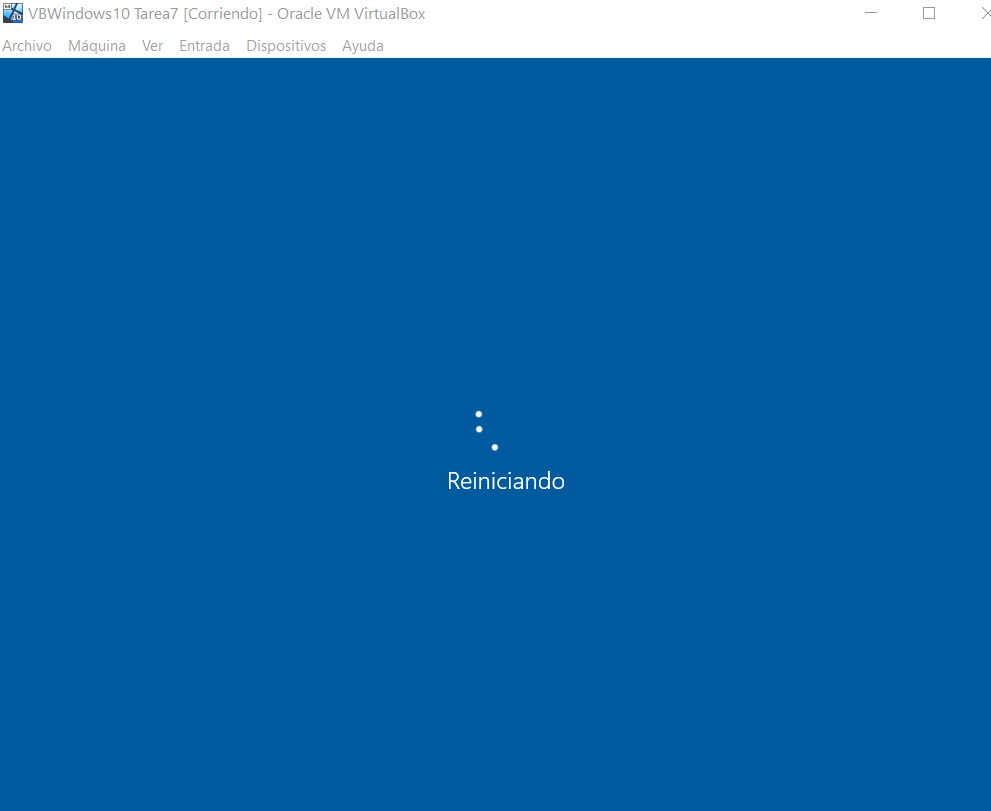 VBWindows10 Tarea7 [Corriendo] - Oracle VM VirtualBox
Archivo Máquina Ver Entrada Dispositivos Ayuda
Reiniciando